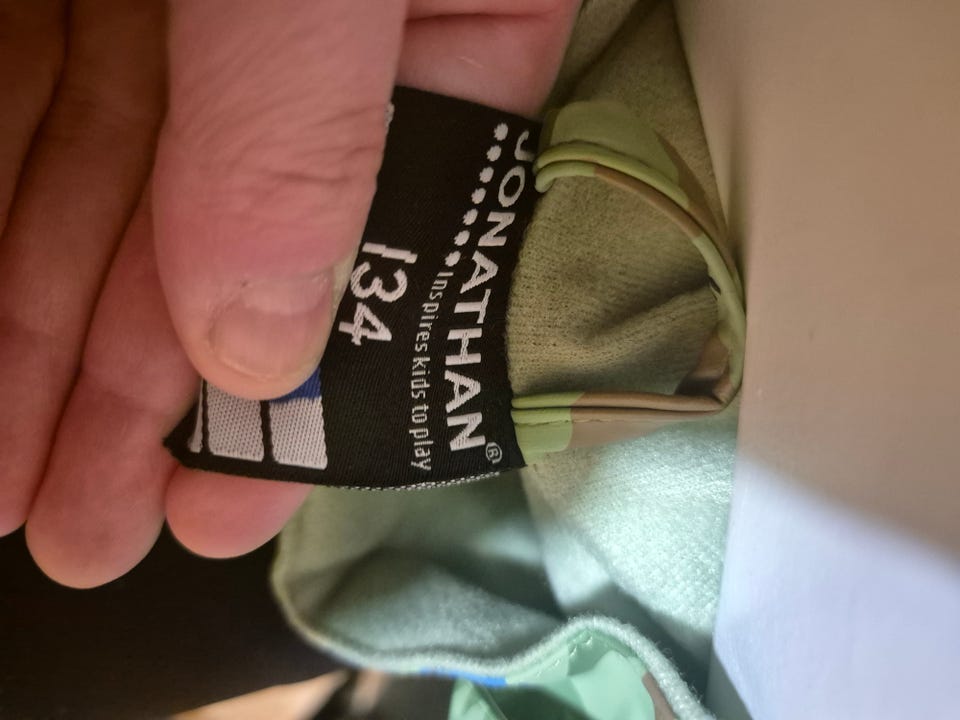 JONATHAN®
Inspires kids to play
134